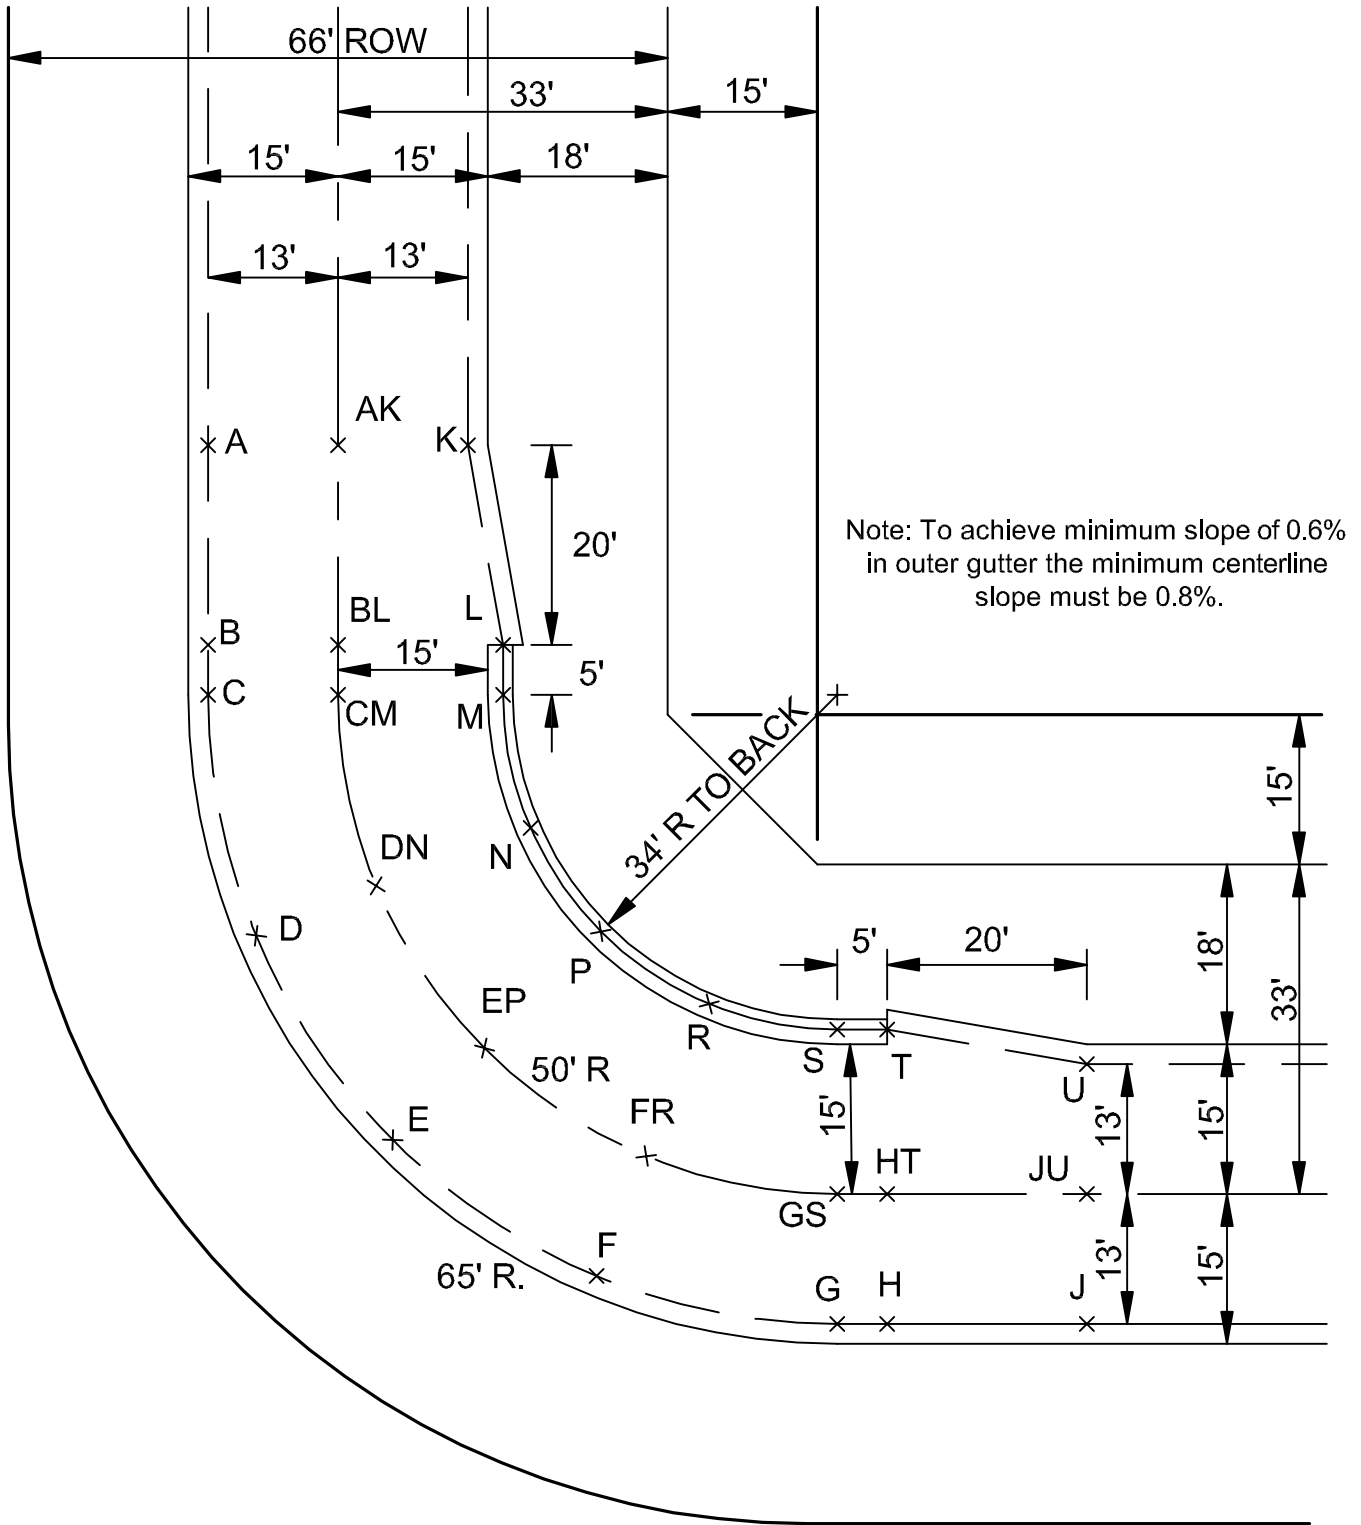 66' ROW
33'
15'
15'
15'
18'
13'
13'
AK
A
K
20'
Note: To achieve minimum slope of 0.6%
in outer gutter the minimum centerline
slope must be 0.8%.
B
BL
L
15'
5'
C
CM
M
34' R TO BACK
15'
DN
N
D
P
5'
20'
18'
33'
EP
R
S
T
50' R
U
E
FR
15'
13'
15'
HT
JU
GS
F
13'
15'
65' R.
G
H
J